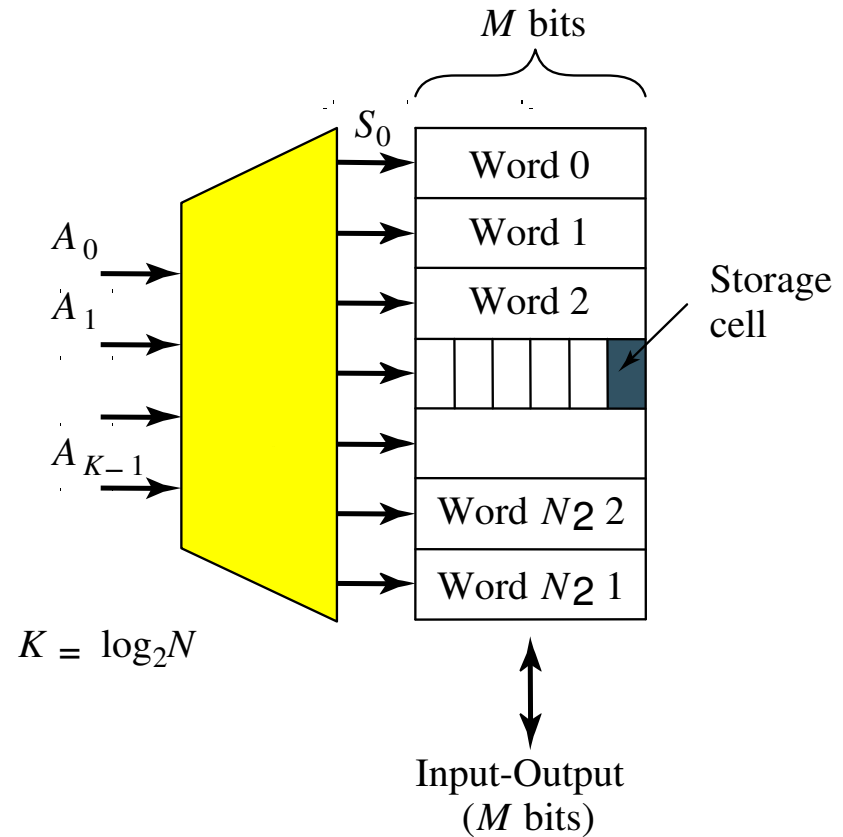 M bits
S0
Word 0
A0
Word 1
A1
Word 2
Storage
cell
AK−1
Word N2 2
Word N2 1
K = log2N
Input-Output
(M bits)